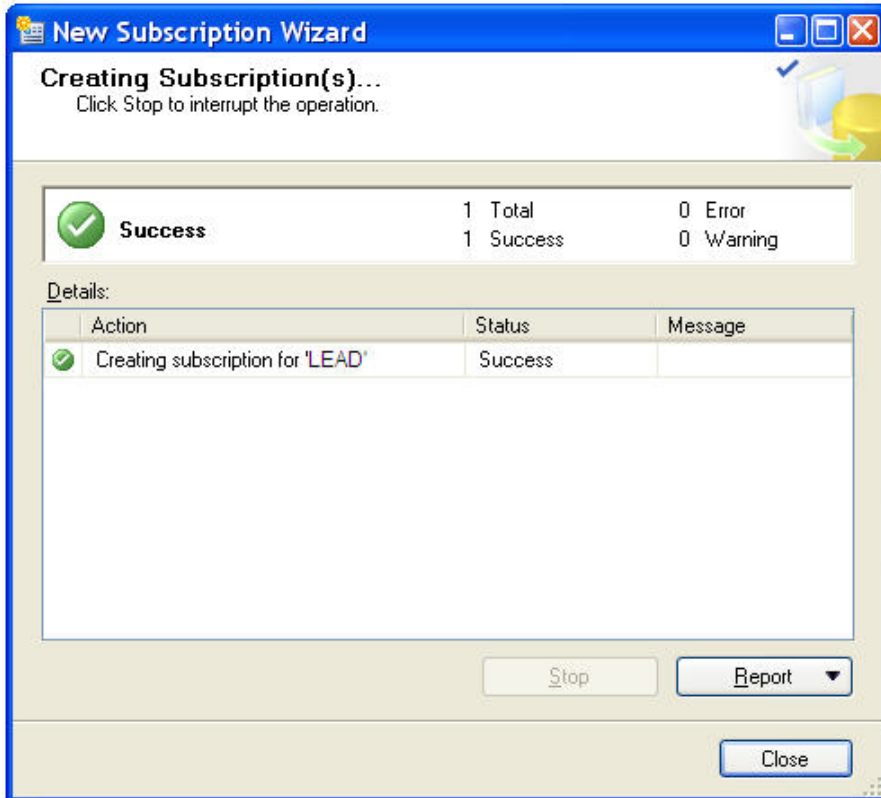 New Subscription Wizard
Creating Subscription(s)...
Click Stop to interrupt the operation.
Success 1 Total 0 Error
1 Success 0 Warning
Details:
Action Status Message
Creating subscription for 'LEAD' Success
Stop Report
Close